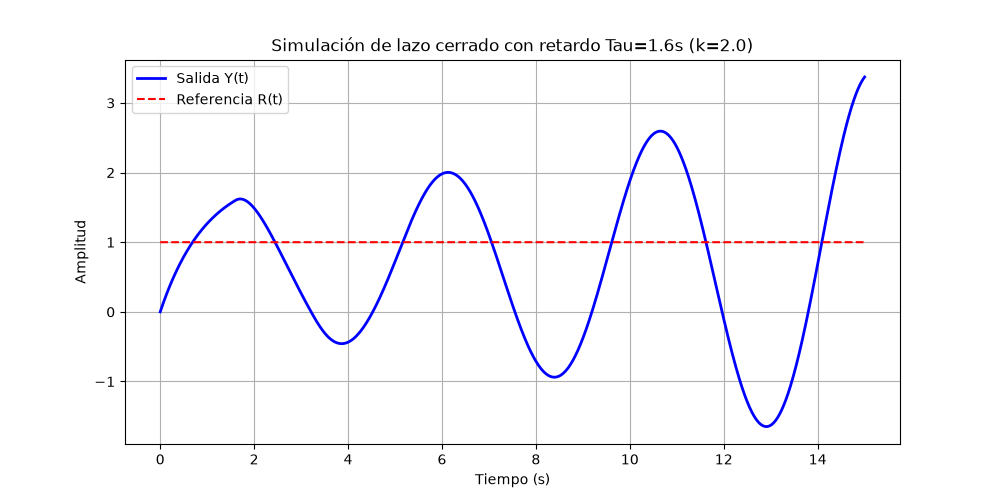 Simulación de lazo cerrado con retardo Tau=1.6s (k=2.0)
Salida Y(t)
Referencia R(t)
Amplitud
3
2
1
0
−1
0 2 4 6 8 10 12 14
Tiempo (s)